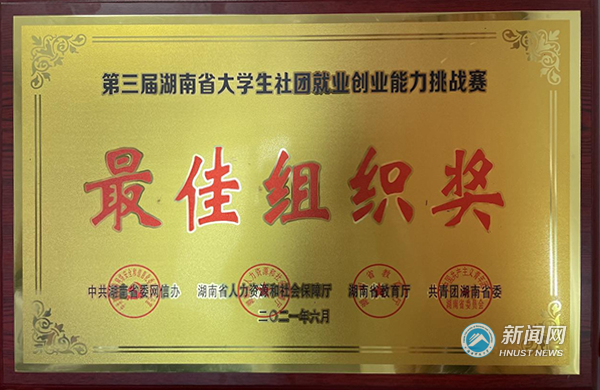 第三届湖南省大学生社团就业创业能力挑战赛
最佳组织奖
中共湖南省委网信办 湖南省人力资源和社会保障厅 湖南省教育厅 共青团湖南省委
二〇二一年六月
新闻网
HNUST NEWS